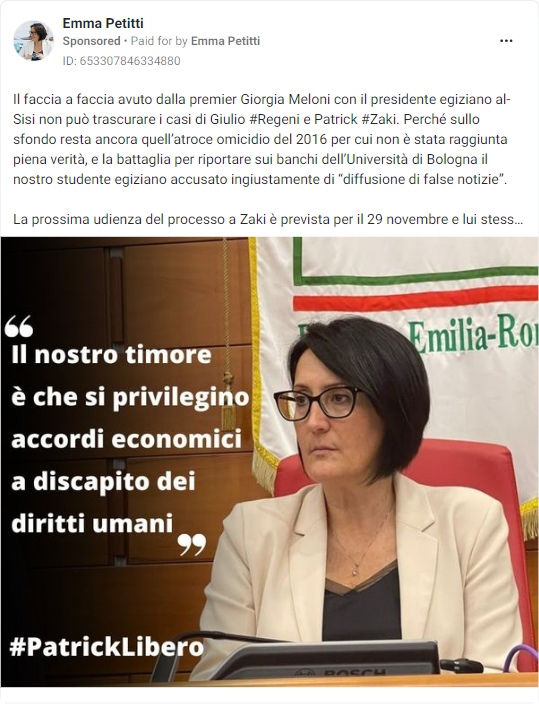 Emma Petitti
Sponsored • Paid for by Emma Petitti
ID: 653307846334880
Il faccia a faccia avuto dalla premier Giorgia Meloni con il presidente egiziano al-
Sisi non può trascurare i casi di Giulio #Regeni e Patrick #Zaki. Perché sullo
sfondo resta ancora quell’atroce omicidio del 2016 per cui non è stata raggiunta
piena verità, e la battaglia per riportare sui banchi dell’Università di Bologna il
nostro studente egiziano accusato ingiustamente di “diffusione di false notizie”.
La prossima udienza del processo a Zaki è prevista per il 29 novembre e lui stess...
“
Il nostro timore
è che si privilegino
accordi economici
a discapito dei
diritti umani
”
#PatrickLibero
Emilia-Ro
BOSCH